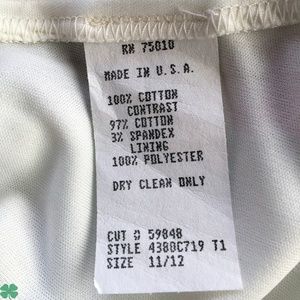 RN 75010
MADE IN U.S.A.
100% COTTON
CONTRAST
97% COTTON
3% SPANDEX
LINING
100% POLYESTER
DRY CLEAN ONLY
CUT # 59848
STYLE 4380C719 T1
SIZE 11/12